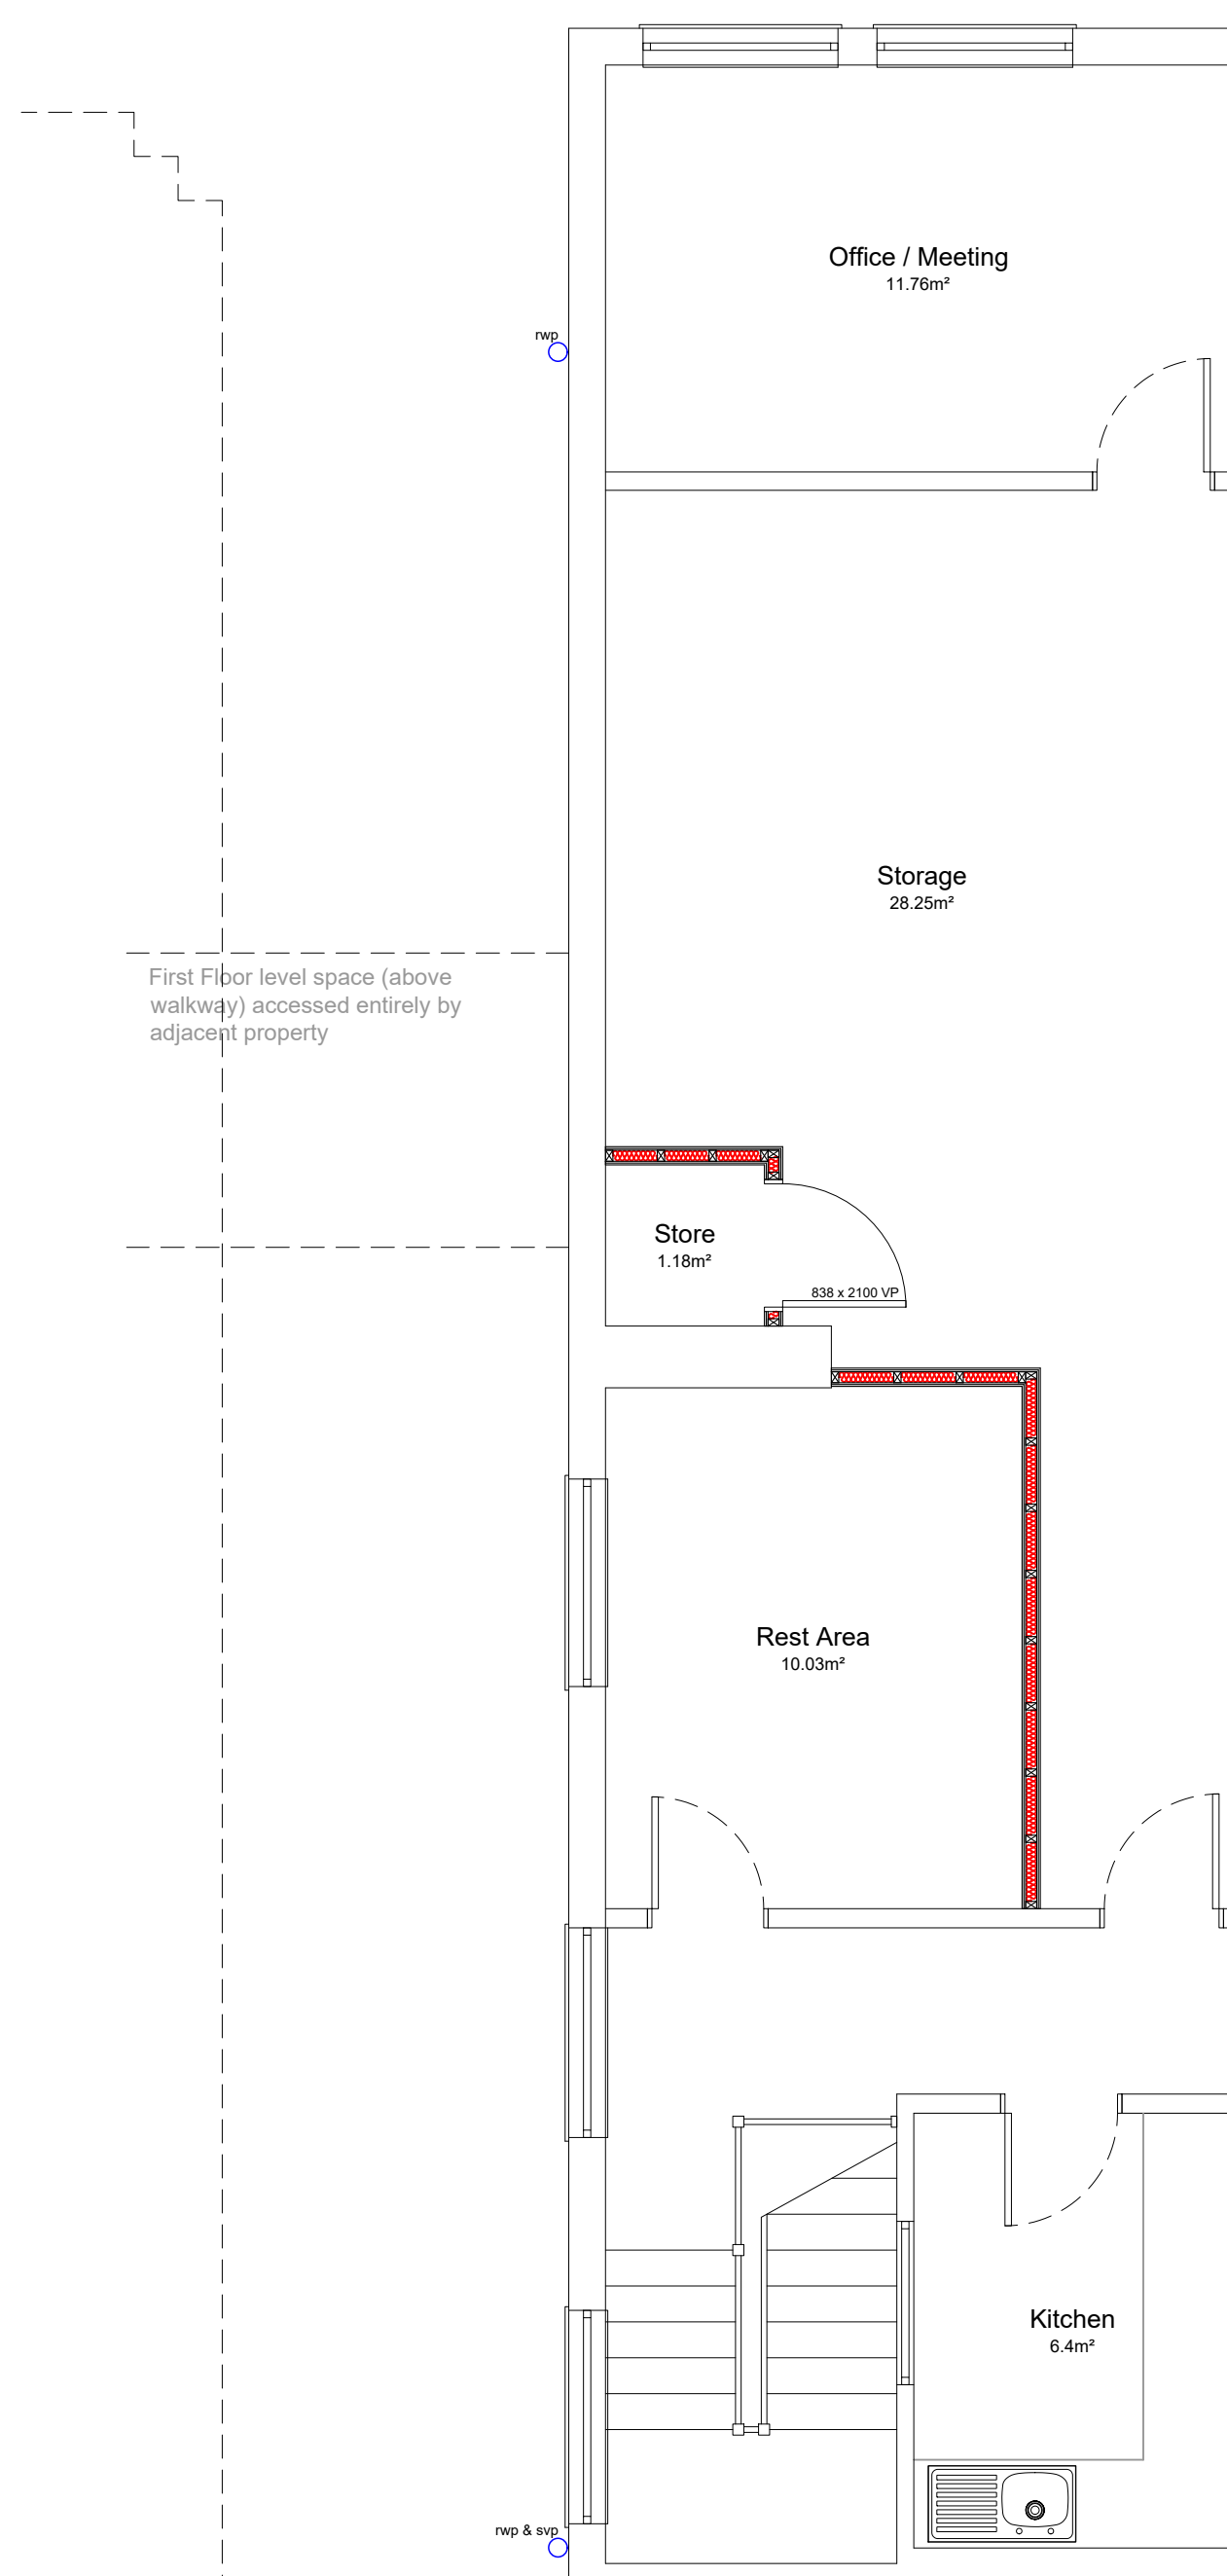 Office / Meeting
11.76m²
rwp
Storage
28.25m²
First Floor level space (above
walkway) accessed entirely by
adjacent property
Store
1.18m²
838 x 2100 VP
Rest Area
10.03m²
Kitchen
6.4m²
rwp & svp